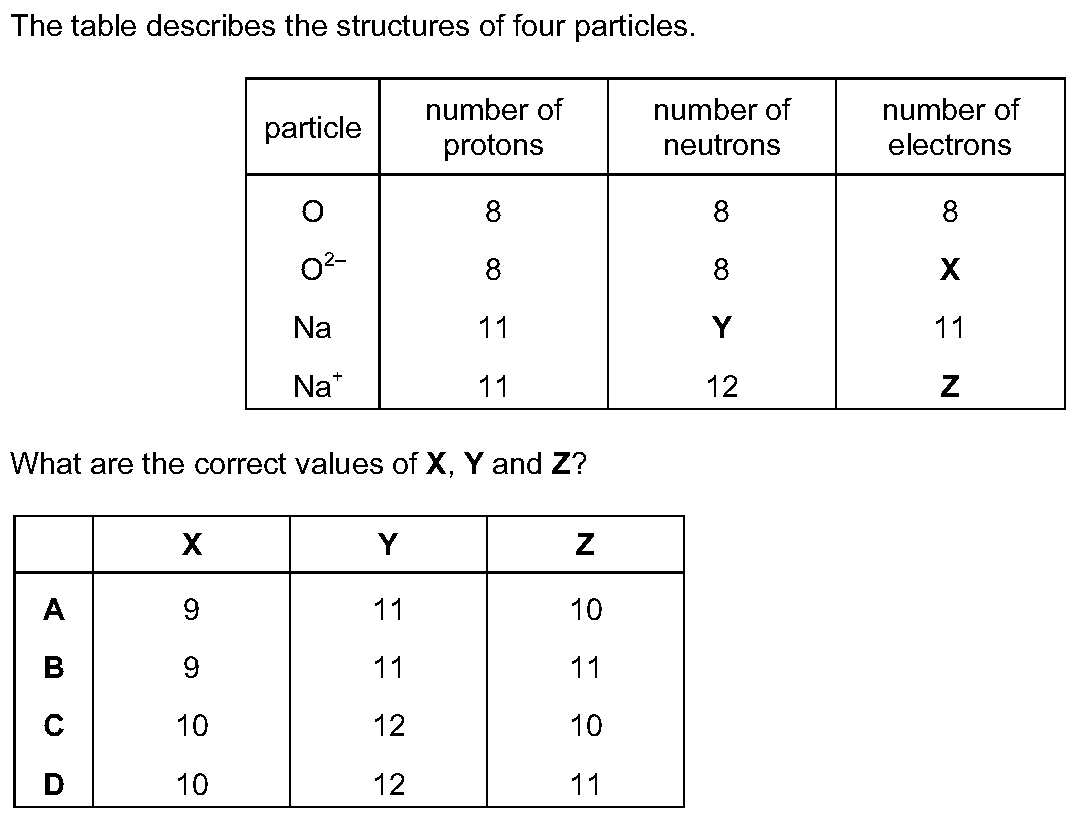 The table describes the structures of four particles.
particle number of protons number of neutrons number of electrons
O 8 8 8
O²⁻ 8 8 X
Na 11 Y 11
Na⁺ 11 12 Z
What are the correct values of X, Y and Z?
X Y Z
A 9 11 10
B 9 11 11
C 10 12 10
D 10 12 11